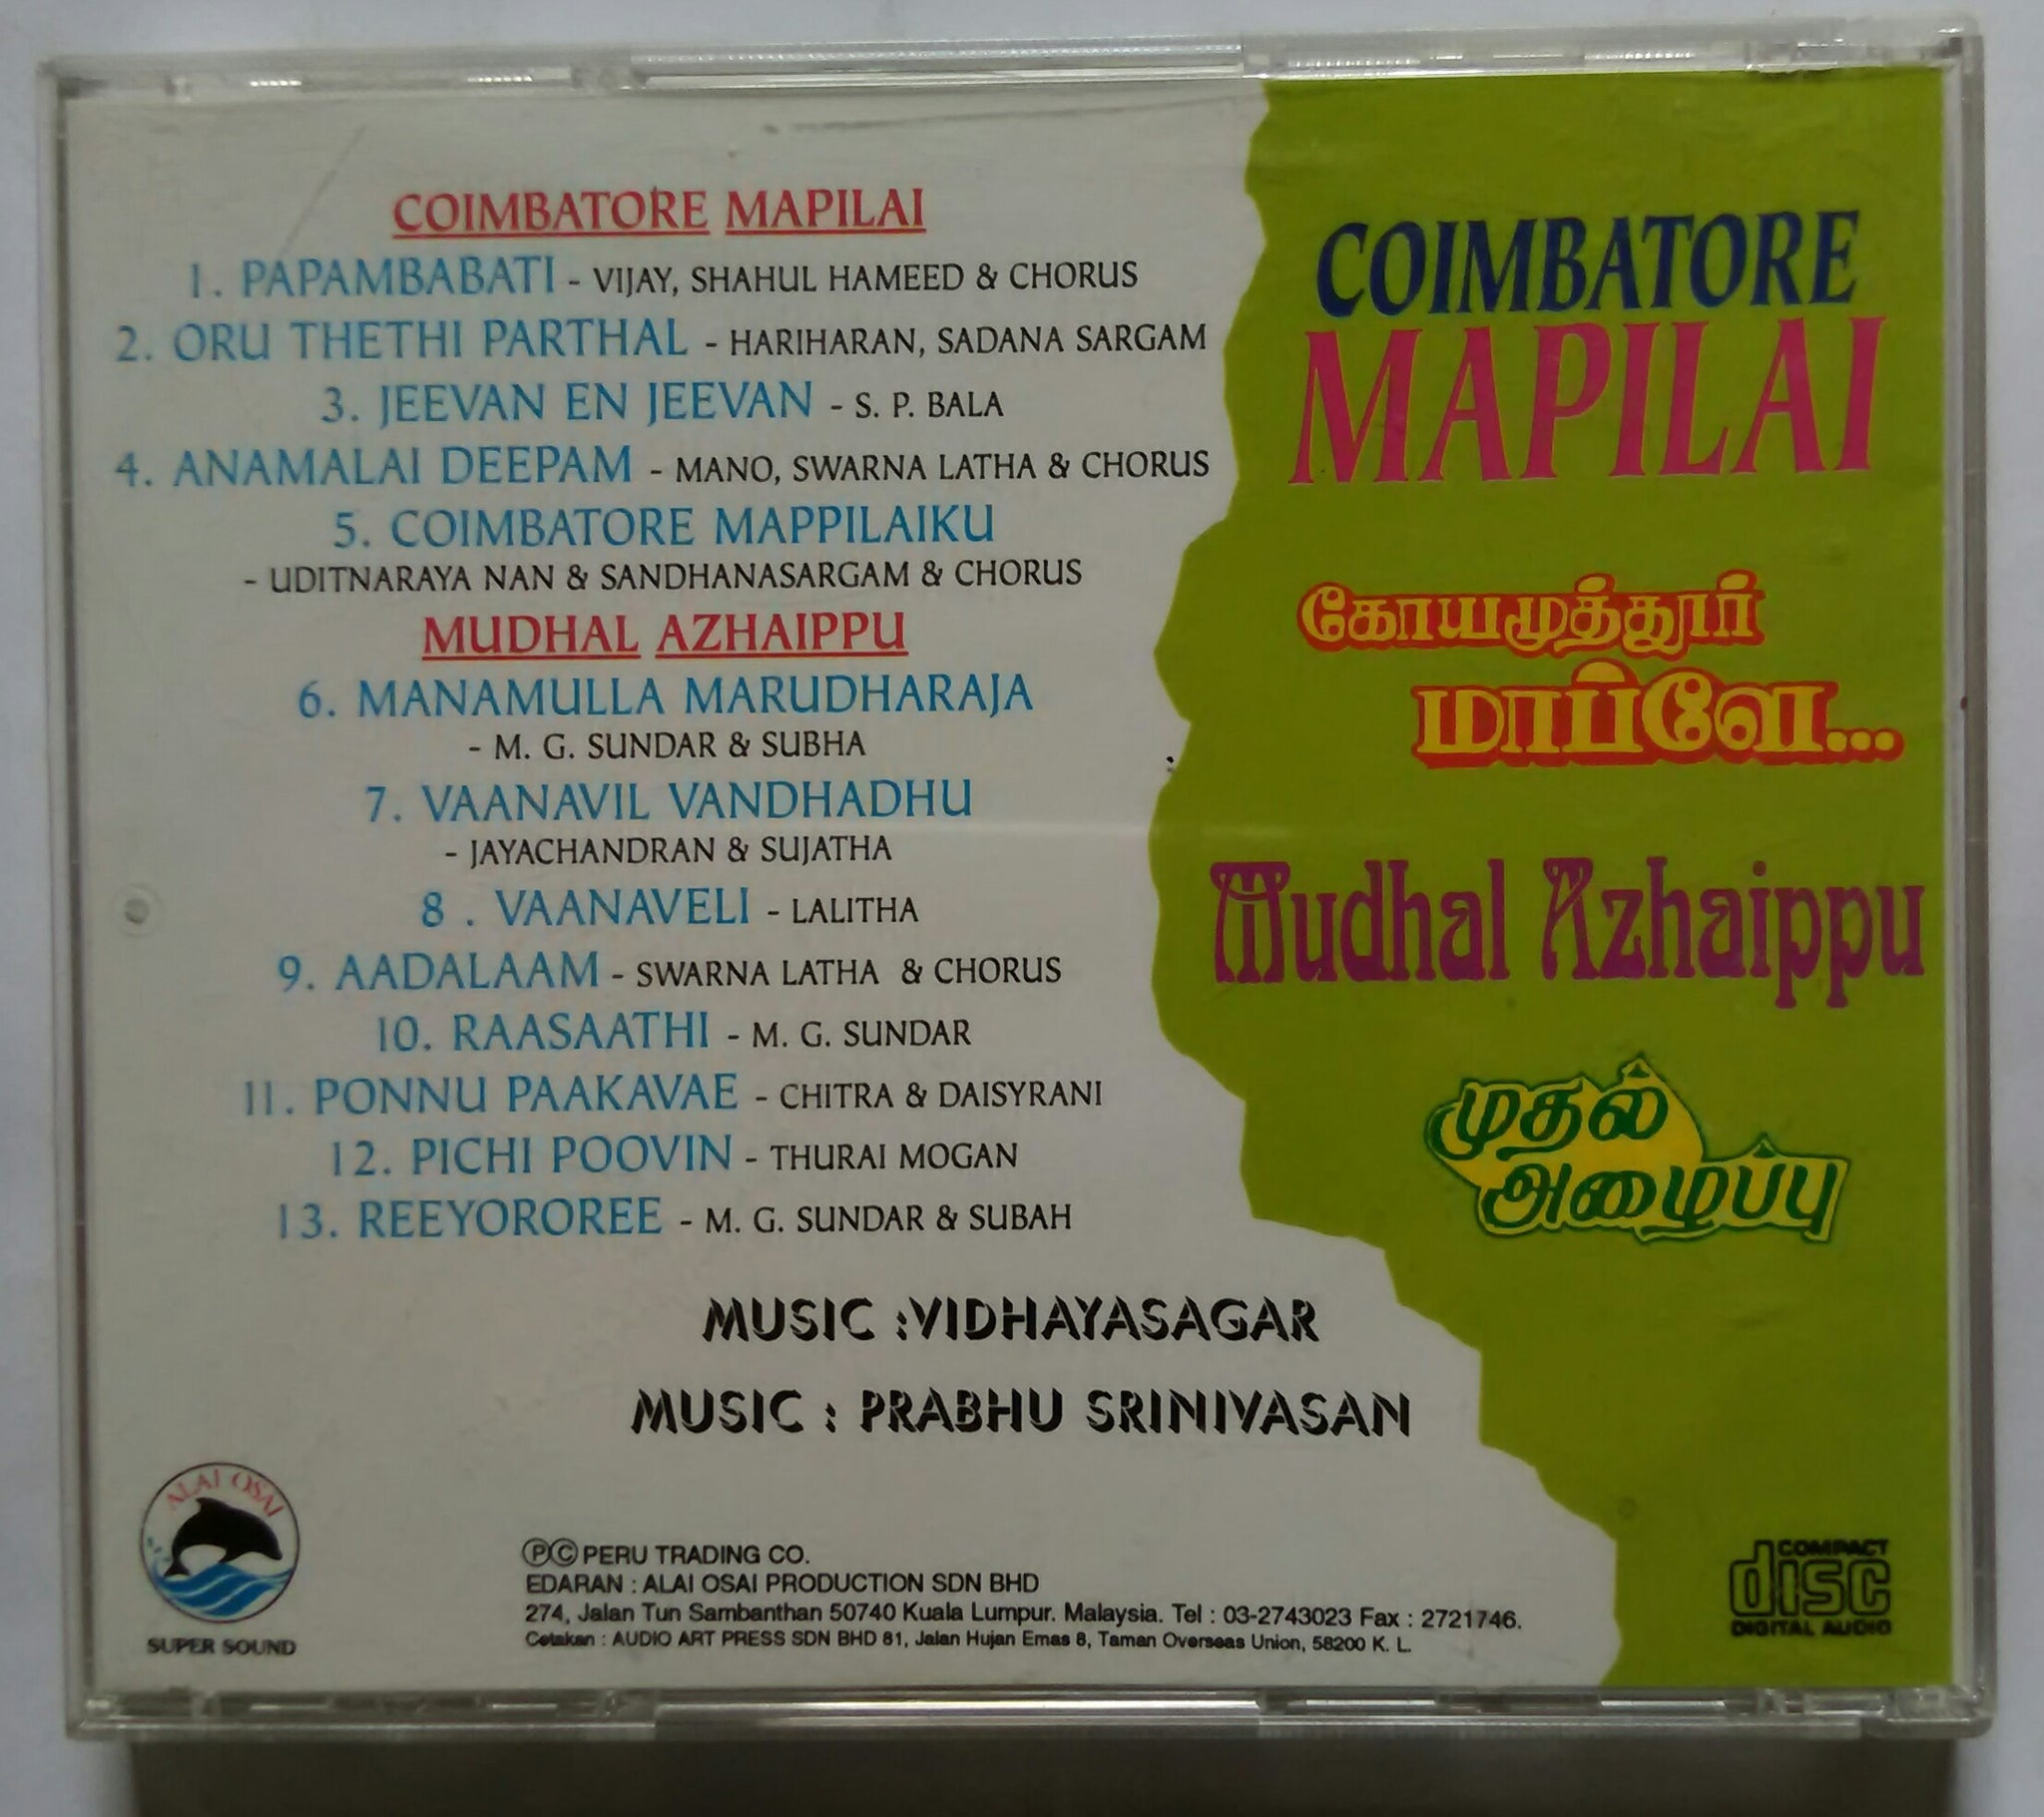 COIMBATORE MAPILAI
1. PAPAMBABATI - VIJAY, SHAHUL HAMEED & CHORUS
2. ORU THETHI PARTHAL - HARIHARAN, SADANA SARGAM
3. JEEVAN EN JEEVAN - S. P. BALA
4. ANAMALAI DEEPAM - MANO, SWARNA LATHA & CHORUS
5. COIMBATORE MAPPILAIKU
- UDITNARAYA NAN & SANDHANASARGAM & CHORUS
MUDHAL AZHAIPPU
6. MANAMULLA MARUDHARAJA
- M. G. SUNDAR & SUBHA
7. VAANAVIL VANDHADHU
- JAYACHANDRAN & SUJATHA
8 . VAANAVELI - LALITHA
9. AADALAAM - SWARNA LATHA & CHORUS
10. RAASAATHI - M. G. SUNDAR
11. PONNU PAAKAVAE - CHITRA & DAISYRANI
12. PICHI POOVIN - THURAI MOGAN
13. REEYOROREE - M. G. SUNDAR & SUBAH
MUSIC :VIDHAYASAGAR
MUSIC : PRABHU SRINIVASAN
ALAI OSAI
SUPER SOUND
ⓅⒸ PERU TRADING CO.
EDARAN : ALAI OSAI PRODUCTION SDN BHD
274, Jalan Tun Sambanthan 50740 Kuala Lumpur. Malaysia. Tel : 03-2743023 Fax : 2721746.
Cetakan : AUDIO ART PRESS SDN BHD 81, Jalan Hujan Emas 8, Taman Overseas Union, 58200 K. L.
COIMBATORE
MAPILAI
கோயமுத்தூர்
மாப்ளே...
Mudhal Azhaippu
முதல்
அழைப்பு
COMPACT
disc
DIGITAL AUDIO